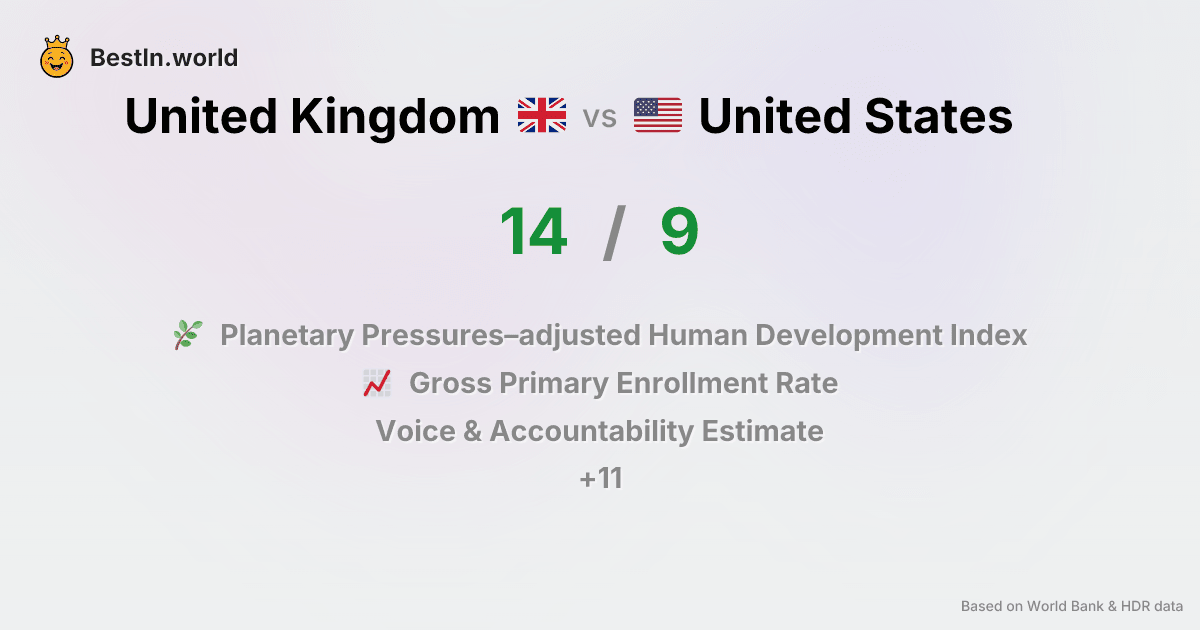 BestIn.world
United Kingdom vs United States
14 / 9
Planetary Pressures–adjusted Human Development Index
Gross Primary Enrollment Rate
Voice & Accountability Estimate
+11
Based on World Bank & HDR data